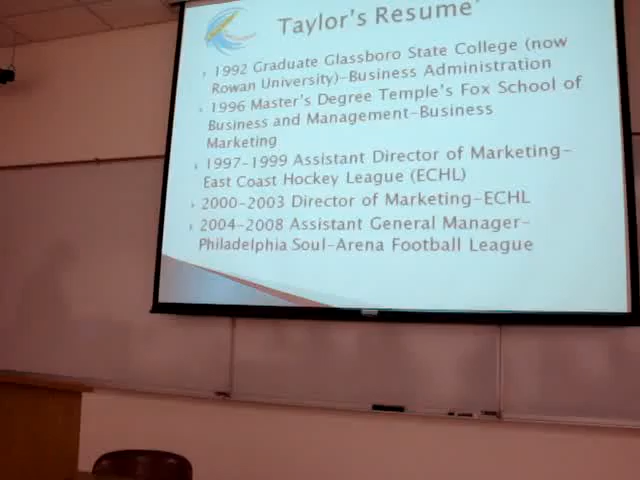 Taylor's Resume'
1992 Graduate Glassboro State College (now
Rowan University)-Business Administration
1996 Master's Degree Temple's Fox School of
Business and Management-Business
Marketing
1997-1999 Assistant Director of Marketing-
East Coast Hockey League (ECHL)
2000-2003 Director of Marketing-ECHL
2004-2008 Assistant General Manager-
Philadelphia Soul-Arena Football League